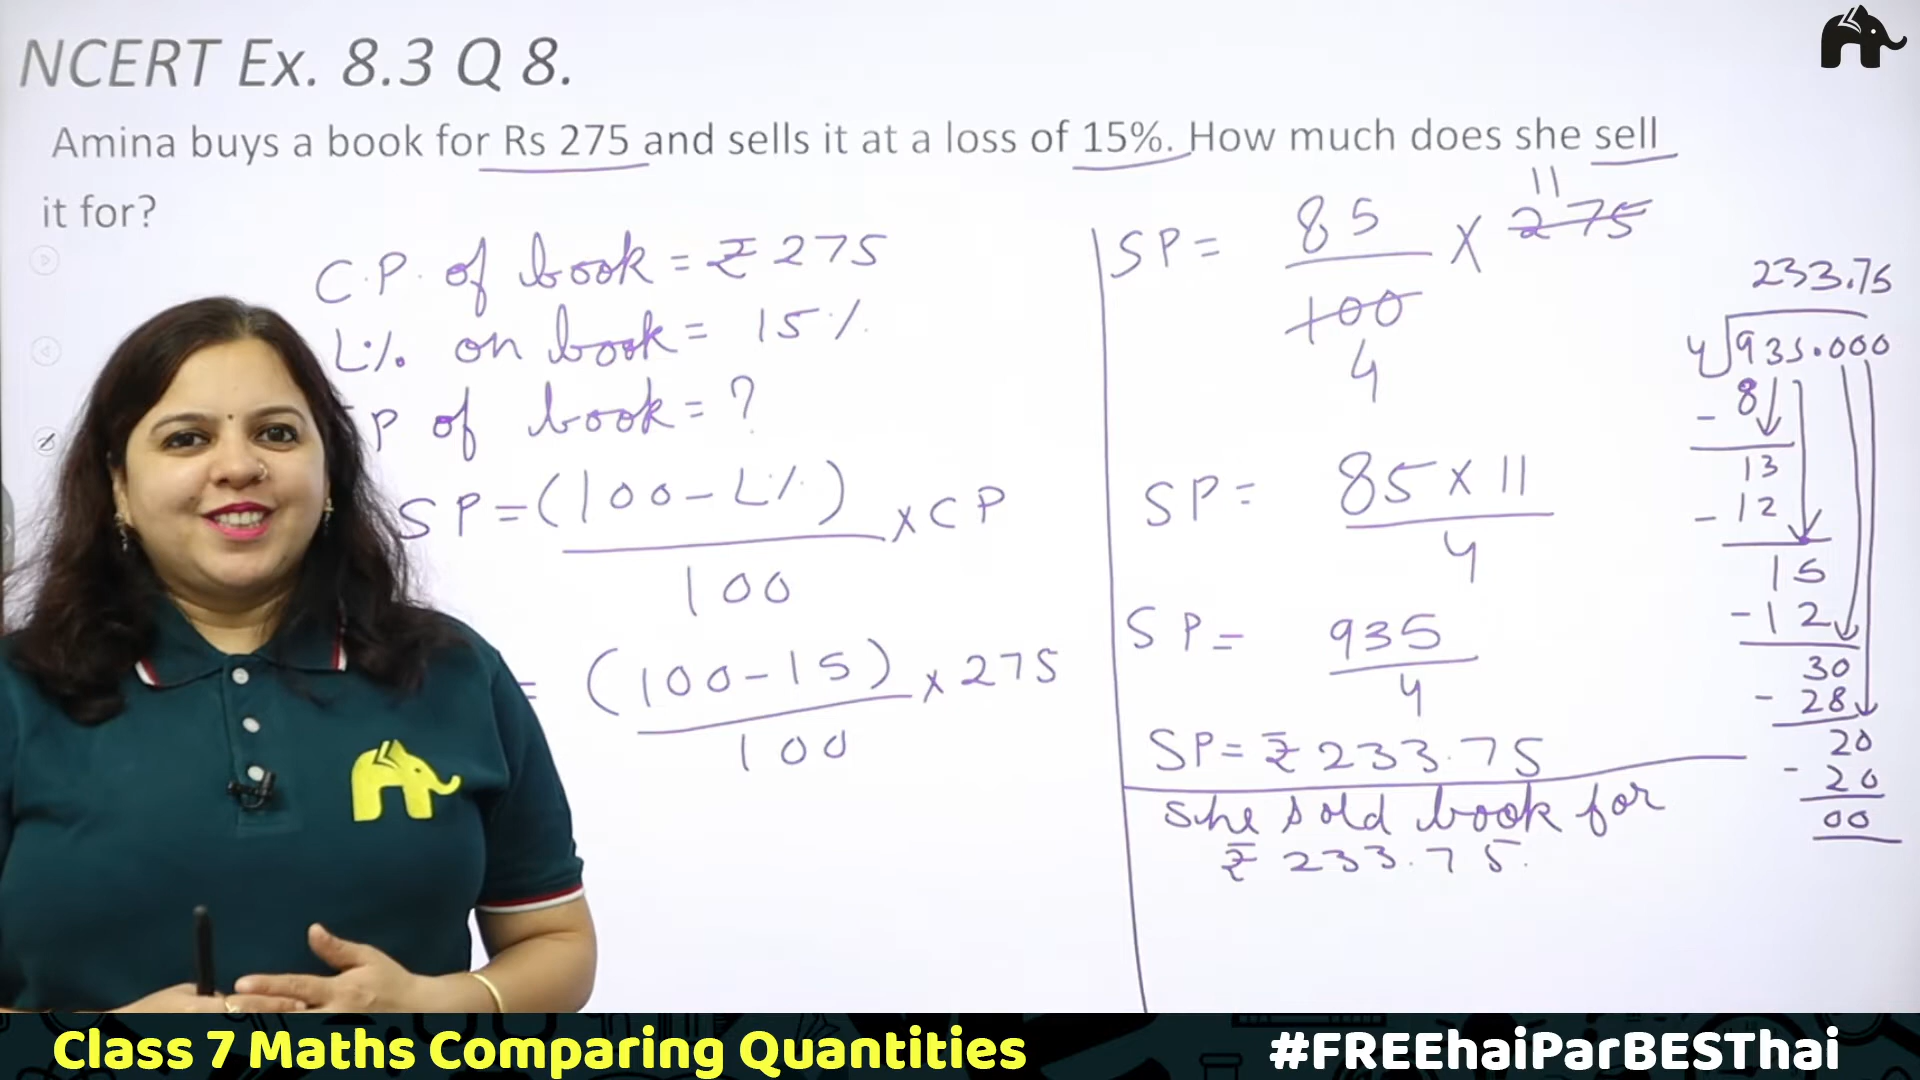 NCERT Ex. 8.3 Q 8.
Amina buys a book for Rs 275 and sells it at a loss of 15%. How much does she sell
it for?
C.P. of book = ₹ 275
L% on book = 15%
P of book = ?
SP = (100 - L%) / 100 × CP
= (100 - 15) / 100 × 275
SP = 85 / 100 × 275
11
4
SP = 85 × 11 / 4
SP = 935 / 4
SP = ₹ 233.75
She sold book for
₹ 233.75.
233.75
4 935.000
- 8
13
- 12
15
- 12
30
- 28
20
- 20
00
Class 7 Maths Comparing Quantities
#FREEhaiParBESThai